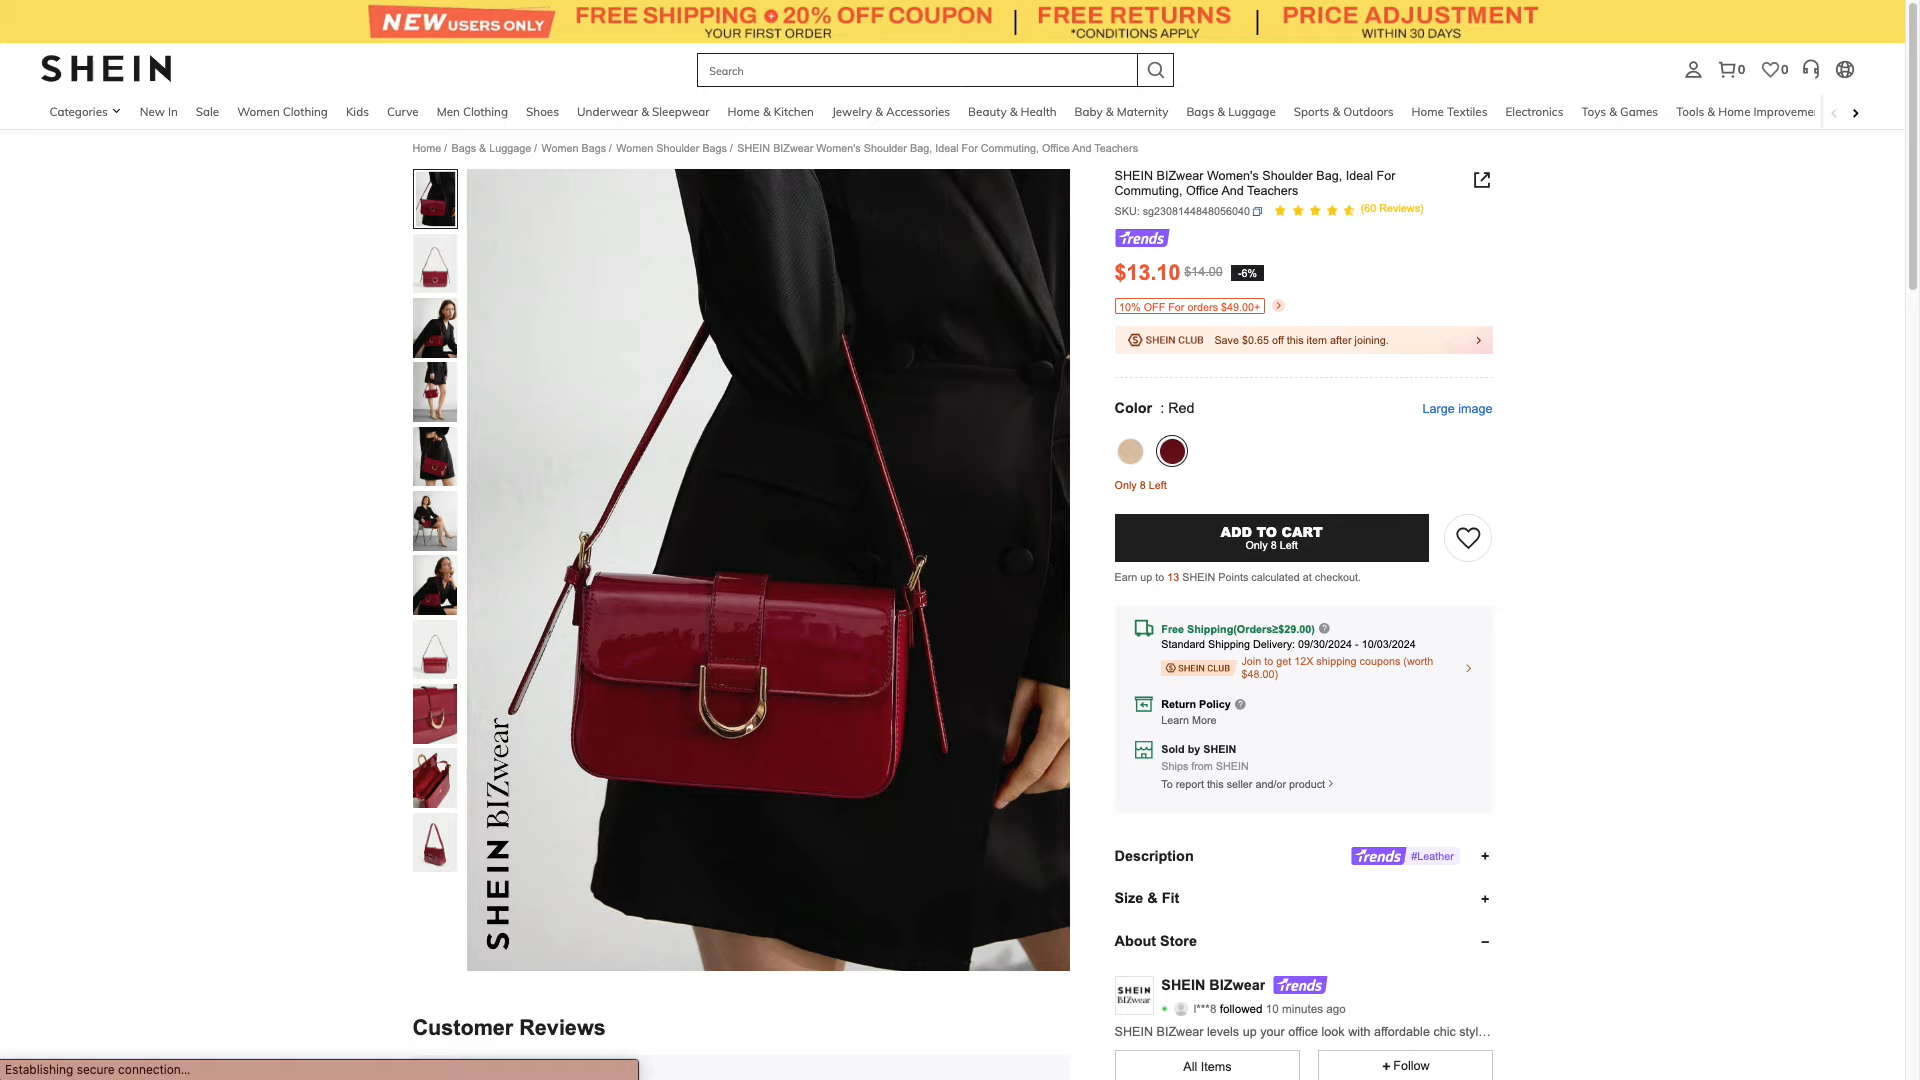 NEW USERS ONLY
FREE SHIPPING + 20% OFF COUPON
YOUR FIRST ORDER
FREE RETURNS
*CONDITIONS APPLY
PRICE ADJUSTMENT
WITHIN 30 DAYS
SHEIN
Search
0
0
Categories New In Sale Women Clothing Kids Curve Men Clothing Shoes Underwear & Sleepwear Home & Kitchen Jewelry & Accessories Beauty & Health Baby & Maternity Bags & Luggage Sports & Outdoors Home Textiles Electronics Toys & Games Tools & Home Improvemen
Home / Bags & Luggage / Women Bags / Women Shoulder Bags / SHEIN BIZwear Women's Shoulder Bag, Ideal For Commuting, Office And Teachers
SHEIN BIZwear
SHEIN BIZwear Women's Shoulder Bag, Ideal For
Commuting, Office And Teachers
SKU: sg2308144848056040 (60 Reviews)
Trends
$13.10 $14.00 -6%
10% OFF For orders $49.00+
SHEIN CLUB Save $0.65 off this item after joining.
Color : Red Large image
Only 8 Left
ADD TO CART
Only 8 Left
Earn up to 13 SHEIN Points calculated at checkout.
Free Shipping(Orders≥$29.00) ?
Standard Shipping Delivery: 09/30/2024 - 10/03/2024
SHEIN CLUB Join to get 12X shipping coupons (worth
$48.00)
Return Policy ?
Learn More
Sold by SHEIN
Ships from SHEIN
To report this seller and/or product >
Description Trends #Leather +
Size & Fit +
About Store −
SHEIN
BIZwear
SHEIN BIZwear Trends
l***8 followed 10 minutes ago
SHEIN BIZwear levels up your office look with affordable chic styl...
All Items + Follow
Customer Reviews
Establishing secure connection...